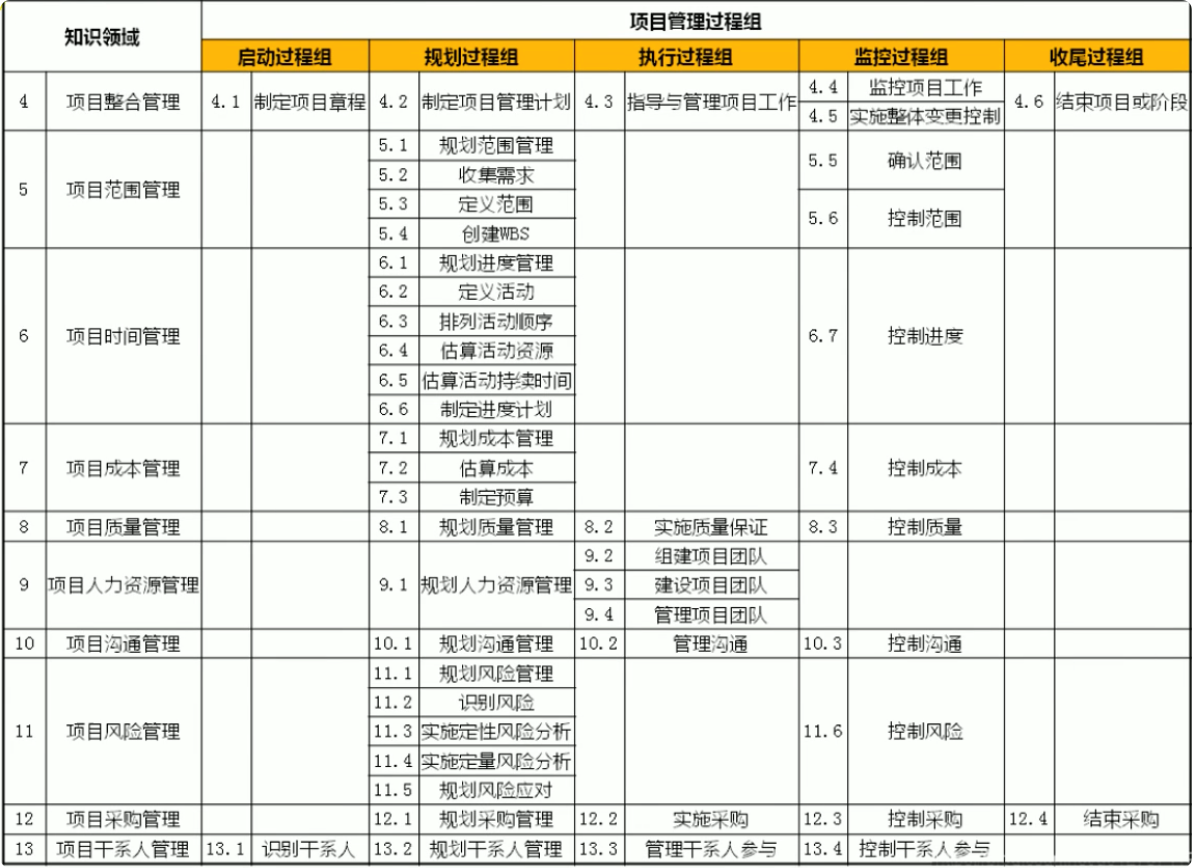 知识领域 项目管理过程组
启动过程组 规划过程组 执行过程组 监控过程组 收尾过程组
4 项目整合管理 4.1 制定项目章程 4.2 制定项目管理计划 4.3 指导与管理项目工作 4.4 监控项目工作 4.6 结束项目或阶段
4.5 实施整体变更控制
5 项目范围管理 5.1 规划范围管理 5.5 确认范围
5.2 收集需求
5.3 定义范围 5.6 控制范围
5.4 创建WBS
6 项目时间管理 6.1 规划进度管理 6.7 控制进度
6.2 定义活动
6.3 排列活动顺序
6.4 估算活动资源
6.5 估算活动持续时间
6.6 制定进度计划
7 项目成本管理 7.1 规划成本管理 7.4 控制成本
7.2 估算成本
7.3 制定预算
8 项目质量管理 8.1 规划质量管理 8.2 实施质量保证 8.3 控制质量
9 项目人力资源管理 9.1 规划人力资源管理 9.2 组建项目团队
9.3 建设项目团队
9.4 管理项目团队
10 项目沟通管理 10.1 规划沟通管理 10.2 管理沟通 10.3 控制沟通
11 项目风险管理 11.1 规划风险管理 11.6 控制风险
11.2 识别风险
11.3 实施定性风险分析
11.4 实施定量风险分析
11.5 规划风险应对
12 项目采购管理 12.1 规划采购管理 12.2 实施采购 12.3 控制采购 12.4 结束采购
13 项目干系人管理 13.1 识别干系人 13.2 规划干系人管理 13.3 管理干系人参与 13.4 控制干系人参与